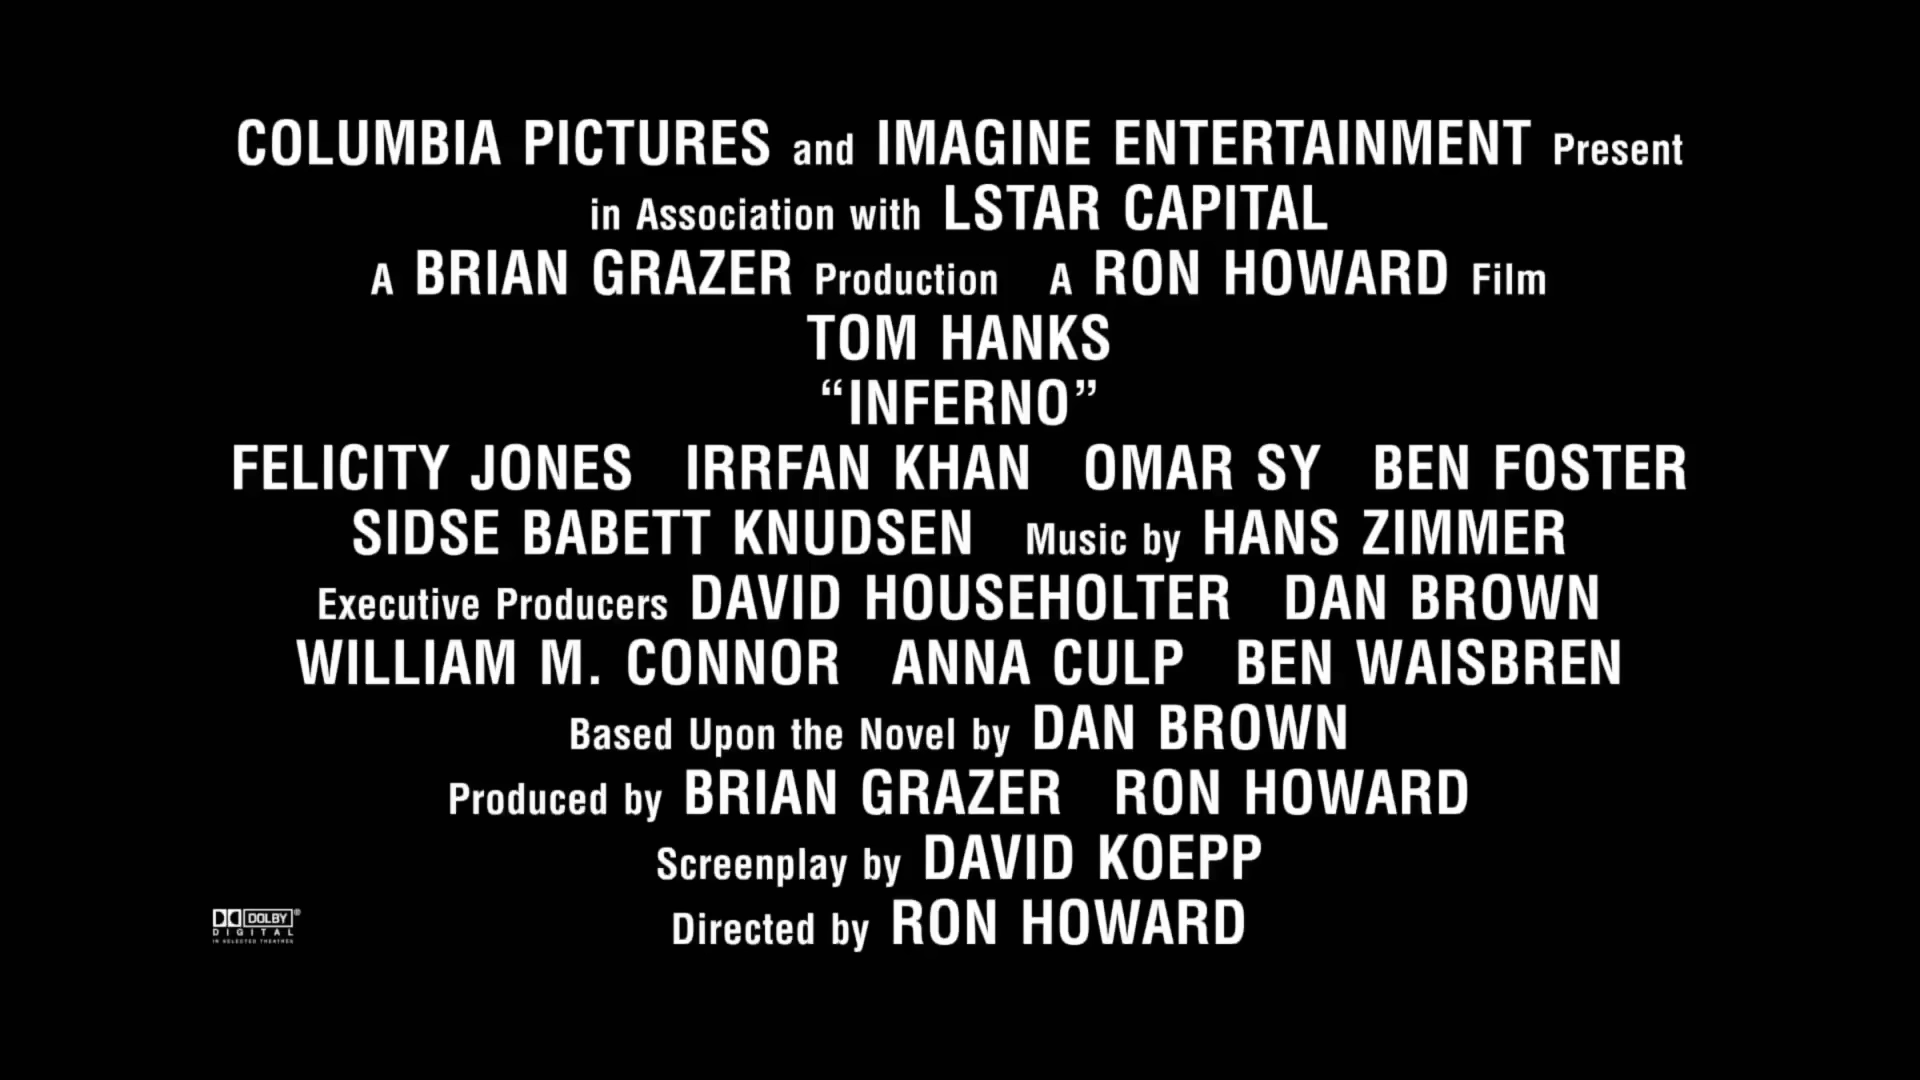 COLUMBIA PICTURES and IMAGINE ENTERTAINMENT Present
in Association with LSTAR CAPITAL
A BRIAN GRAZER Production A RON HOWARD Film
TOM HANKS
“INFERNO”
FELICITY JONES IRRFAN KHAN OMAR SY BEN FOSTER
SIDSE BABETT KNUDSEN Music by HANS ZIMMER
Executive Producers DAVID HOUSEHOLTER DAN BROWN
WILLIAM M. CONNOR ANNA CULP BEN WAISBREN
Based Upon the Novel by DAN BROWN
Produced by BRIAN GRAZER RON HOWARD
Screenplay by DAVID KOEPP
Directed by RON HOWARD
DOLBY®
DIGITAL
IN SELECTED THEATRES